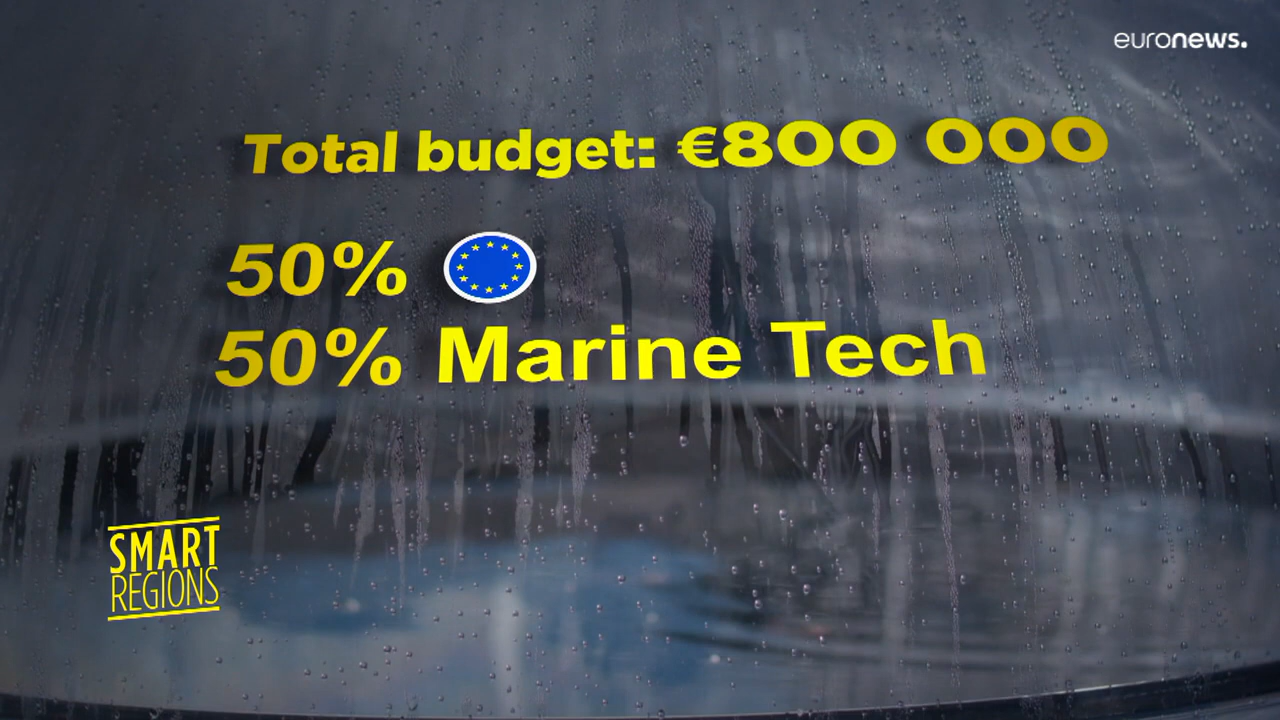 euronews.
Total budget: €800 000
50%
50% Marine Tech
SMART
REGIONS